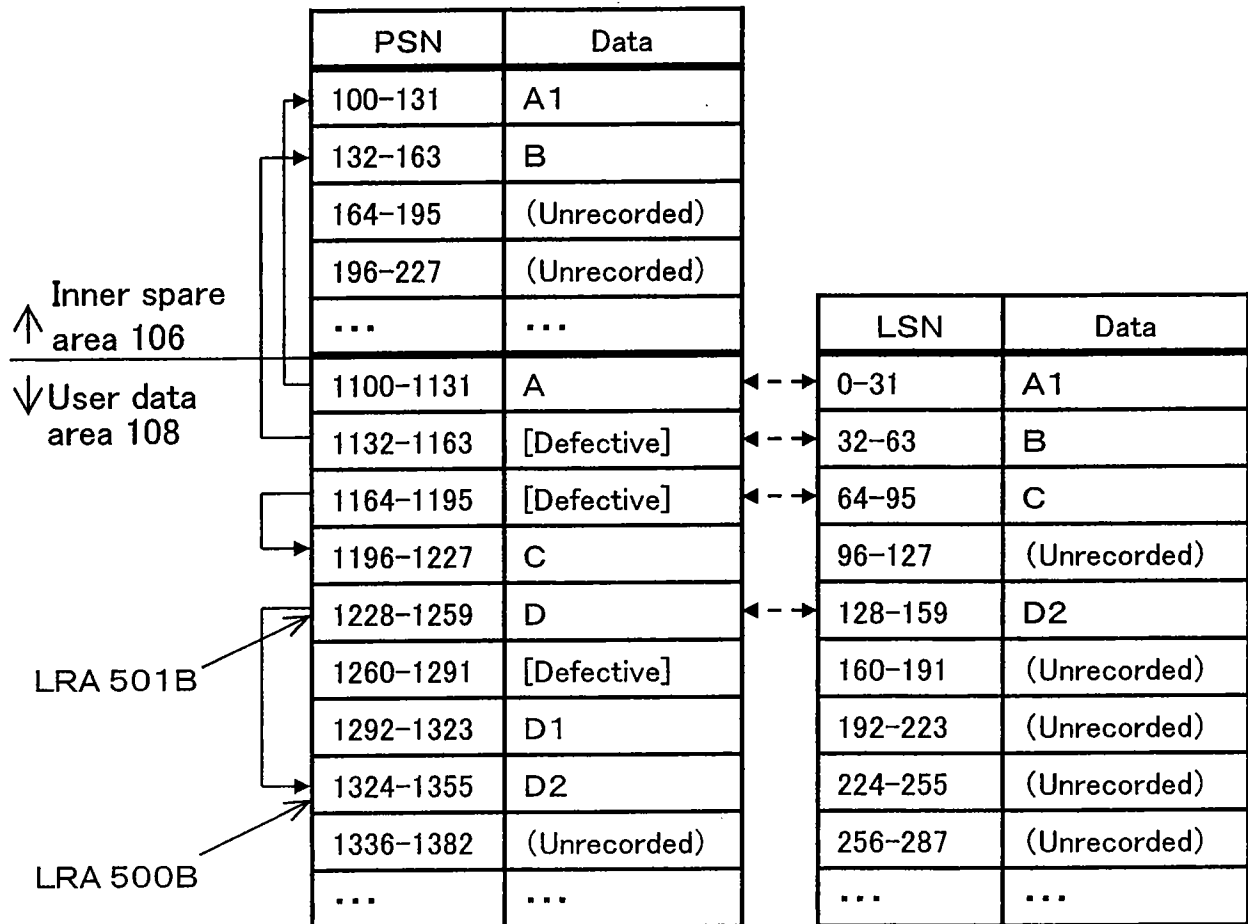 PSN Data
100-131 A1
132-163 B
164-195 (Unrecorded)
196-227 (Unrecorded)
... ...
1100-1131 A
1132-1163 [Defective]
1164-1195 [Defective]
1196-1227 C
1228-1259 D
1260-1291 [Defective]
1292-1323 D1
1324-1355 D2
1336-1382 (Unrecorded)
... ...
↑ Inner spare
area 106
↓ User data
area 108
LRA 501B
LRA 500B
LSN Data
0-31 A1
32-63 B
64-95 C
96-127 (Unrecorded)
128-159 D2
160-191 (Unrecorded)
192-223 (Unrecorded)
224-255 (Unrecorded)
256-287 (Unrecorded)
... ...